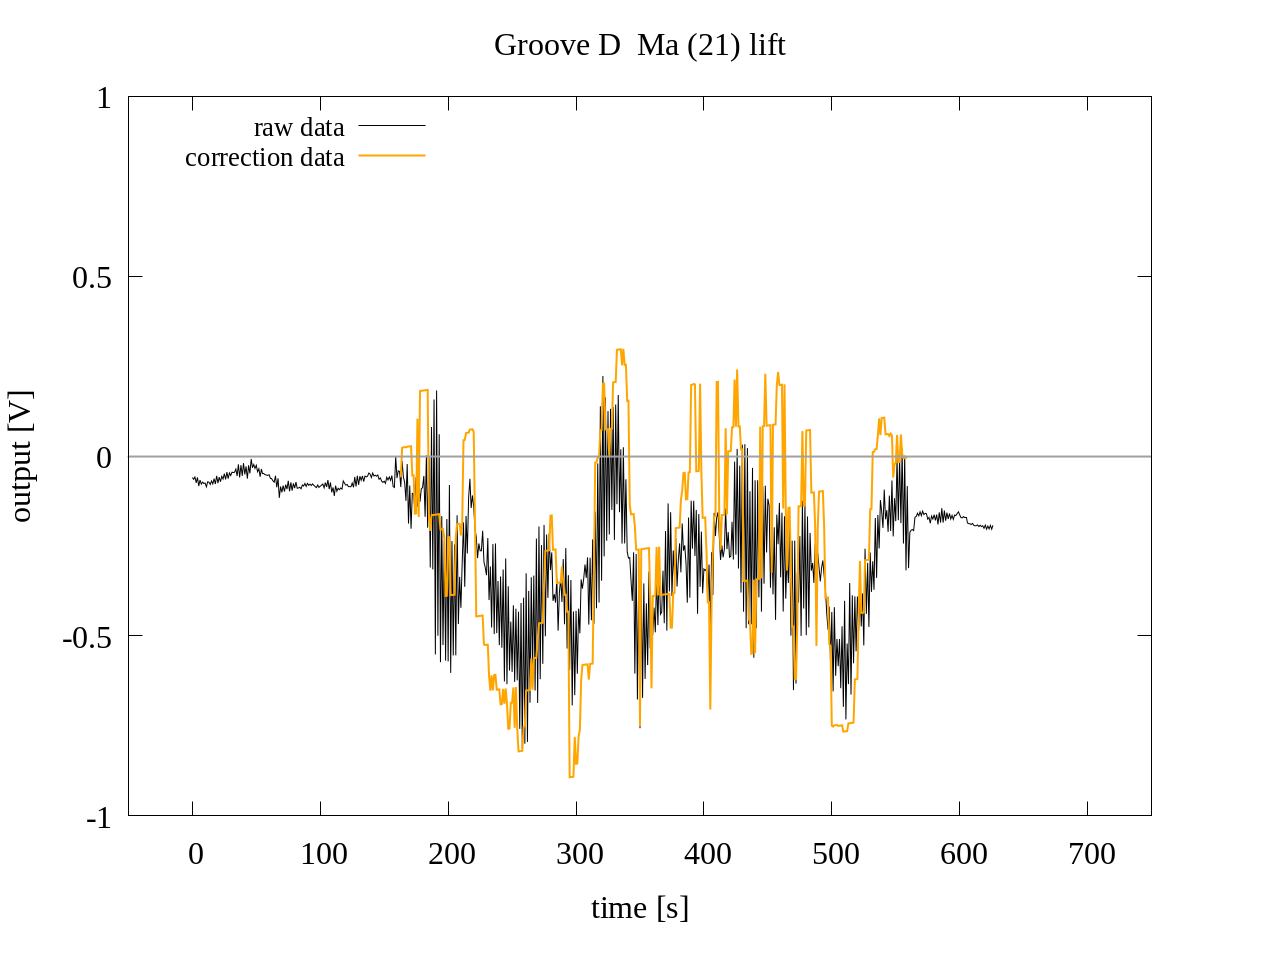 Groove D  Ma (21) lift
raw data
correction data
output [V]
1
0.5
0
-0.5
-1
0 100 200 300 400 500 600 700
time [s]